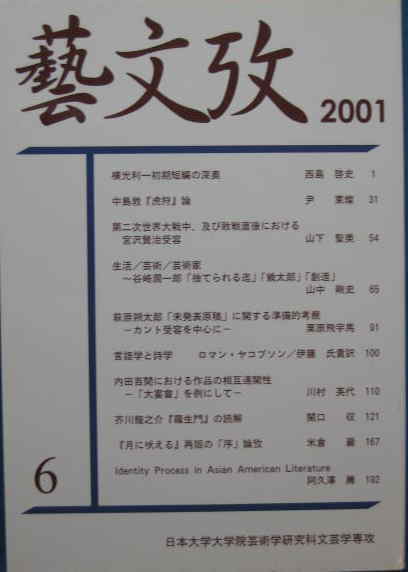 藝文攷 2001
横光利一初期短編の深奥 西島 啓史 1
中島敦『虎狩』論 尹 東燦 31
第二次世界大戦中、及び敗戦直後における
宮沢賢治受容 山下 聖美 54
生活／芸術／芸術家
～谷崎潤一郎「捨てられる迄」「饒太郎」「創造」
山中 剛史 65
萩原朔太郎「未発表原稿」に関する準備的考察
－カント受容を中心に－ 栗原飛宇馬 91
言語学と詩学 ロマン・ヤコブソン／伊藤 氏貴訳 100
内田百閒における作品の相互連関性
－「大宴会」を例にして－ 川村 英代 110
芥川龍之介『羅生門』の読解 関口 収 121
『月に吠える』再版の「序」論攷 米倉 167
Identity Process in Asian American Literature
阿久澤 騰 192
6
日本大学大学院芸術学研究科文芸学専攻